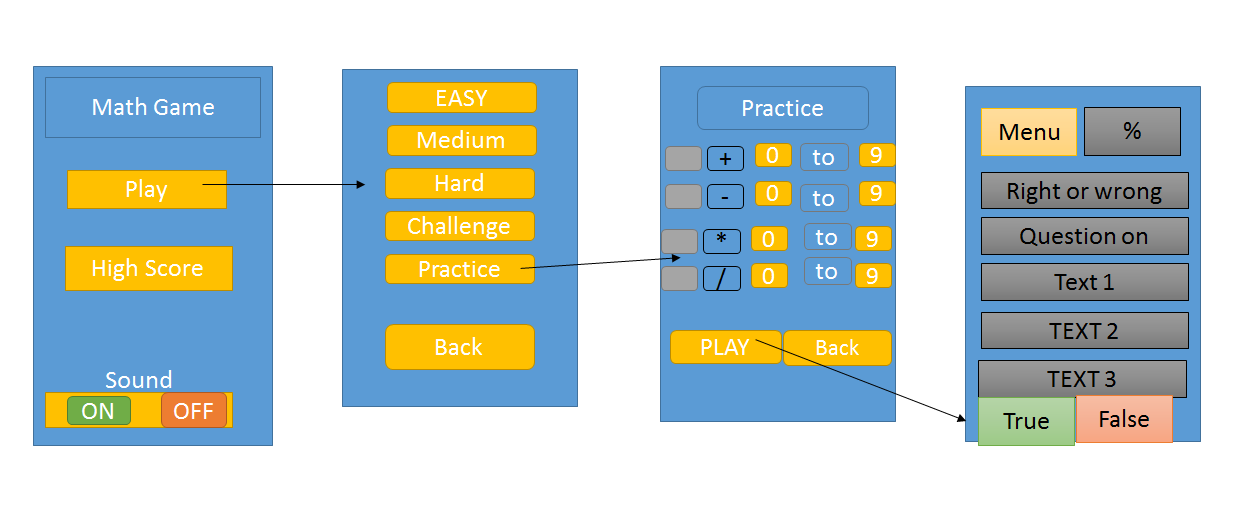 Math Game
Play
High Score
Sound
ON OFF
EASY
Medium
Hard
Challenge
Practice
Back
Practice
+ 0 to 9
- 0 to 9
* 0 to 9
/ 0 to 9
PLAY Back
Menu %
Right or wrong
Question on
Text 1
TEXT 2
TEXT 3
True False